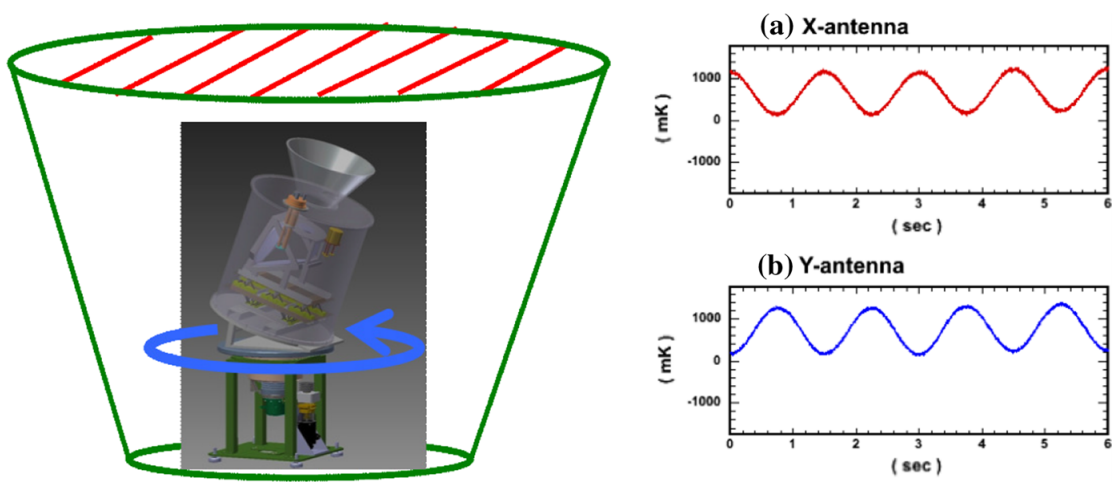 (a) X-antenna
1000
0
-1000
( mK )
0 1 2 3 4 5 6
( sec )
(b) Y-antenna
1000
0
-1000
( mK )
0 1 2 3 4 5 6
( sec )